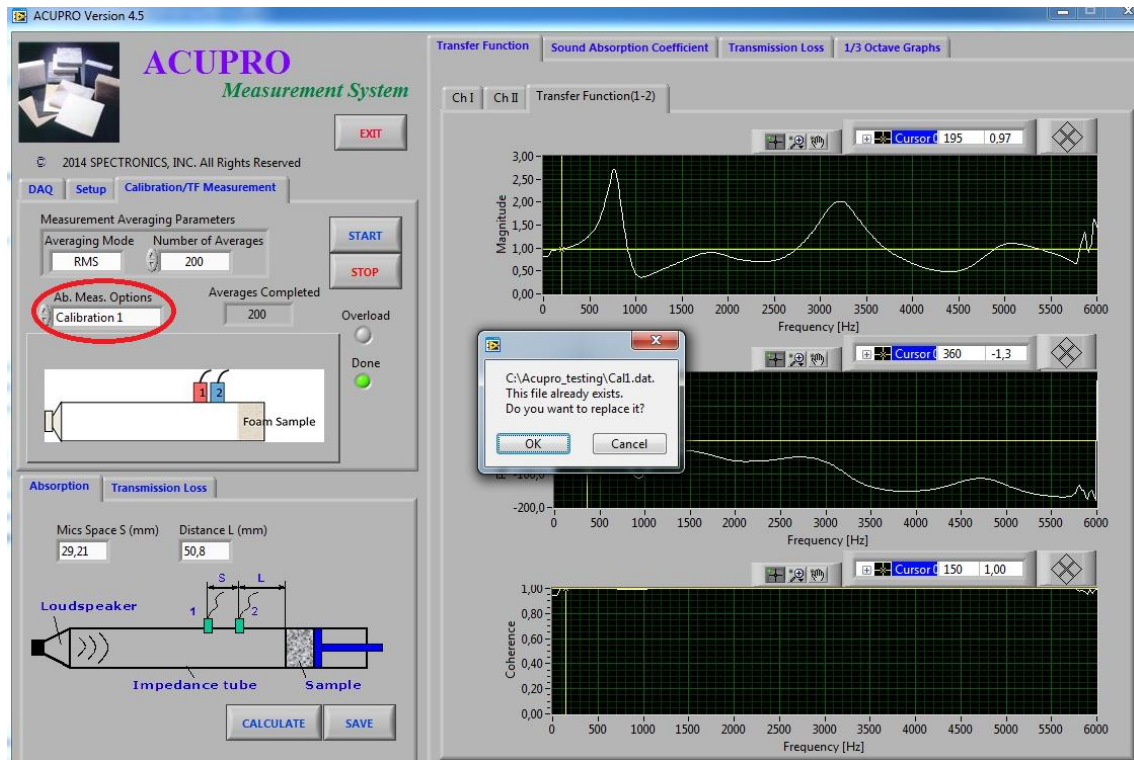 ACUPRO Version 4.5
ACUPRO
Measurement System
EXIT
© 2014 SPECTRONICS, INC. All Rights Reserved
DAQ Setup Calibration/TF Measurement
Measurement Averaging Parameters
Averaging Mode Number of Averages
RMS 200
START
STOP
Ab. Meas. Options
Calibration 1
Averages Completed
200
Overload
Done
1 2
Foam Sample
Absorption Transmission Loss
Mics Space S (mm) Distance L (mm)
29,21 50,8
S L
Loudspeaker 1 2
Impedance tube Sample
CALCULATE SAVE
Transfer Function Sound Absorption Coefficient Transmission Loss 1/3 Octave Graphs
Ch I Ch II Transfer Function(1-2)
Cursor 0 195 0,97
Magnitude
3,00
2,50
2,00
1,50
1,00
0,50
0,00
0 500 1000 1500 2000 2500 3000 3500 4000 4500 5000 5500 6000
Frequency [Hz]
Cursor 360 -1,3
C:\Acupro_testing\Cal1.dat.
This file already exists.
Do you want to replace it?
OK Cancel
-200,0
0 500 1000 1500 2000 2500 3000 3500 4000 4500 5000 5500 6000
Frequency [Hz]
Cursor 150 1,00
Coherence
1,00
0,80
0,60
0,40
0,20
0,00
0 500 1000 1500 2000 2500 3000 3500 4000 4500 5000 5500 6000
Frequency [Hz]